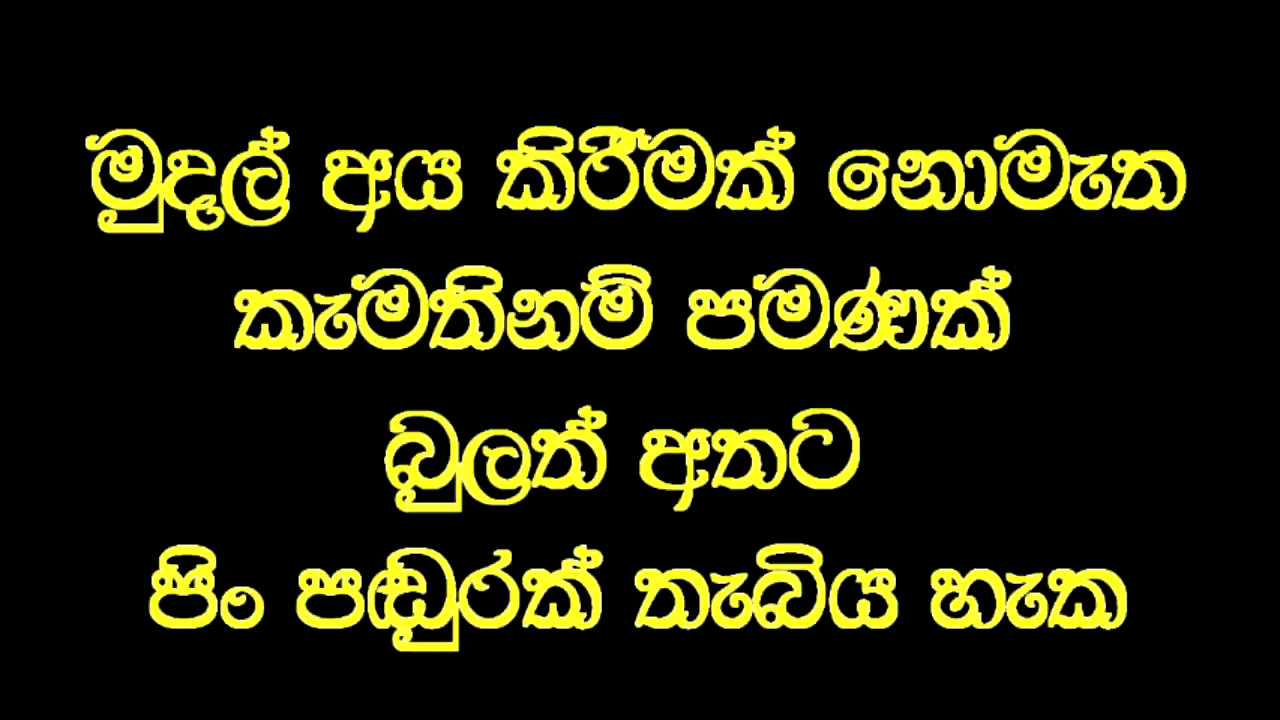 මුදල් අය කිරීමක් නොමැත
කැමතිනම් පමණක්
බුලත් අතට
පිං පඬුරක් තැබිය හැක